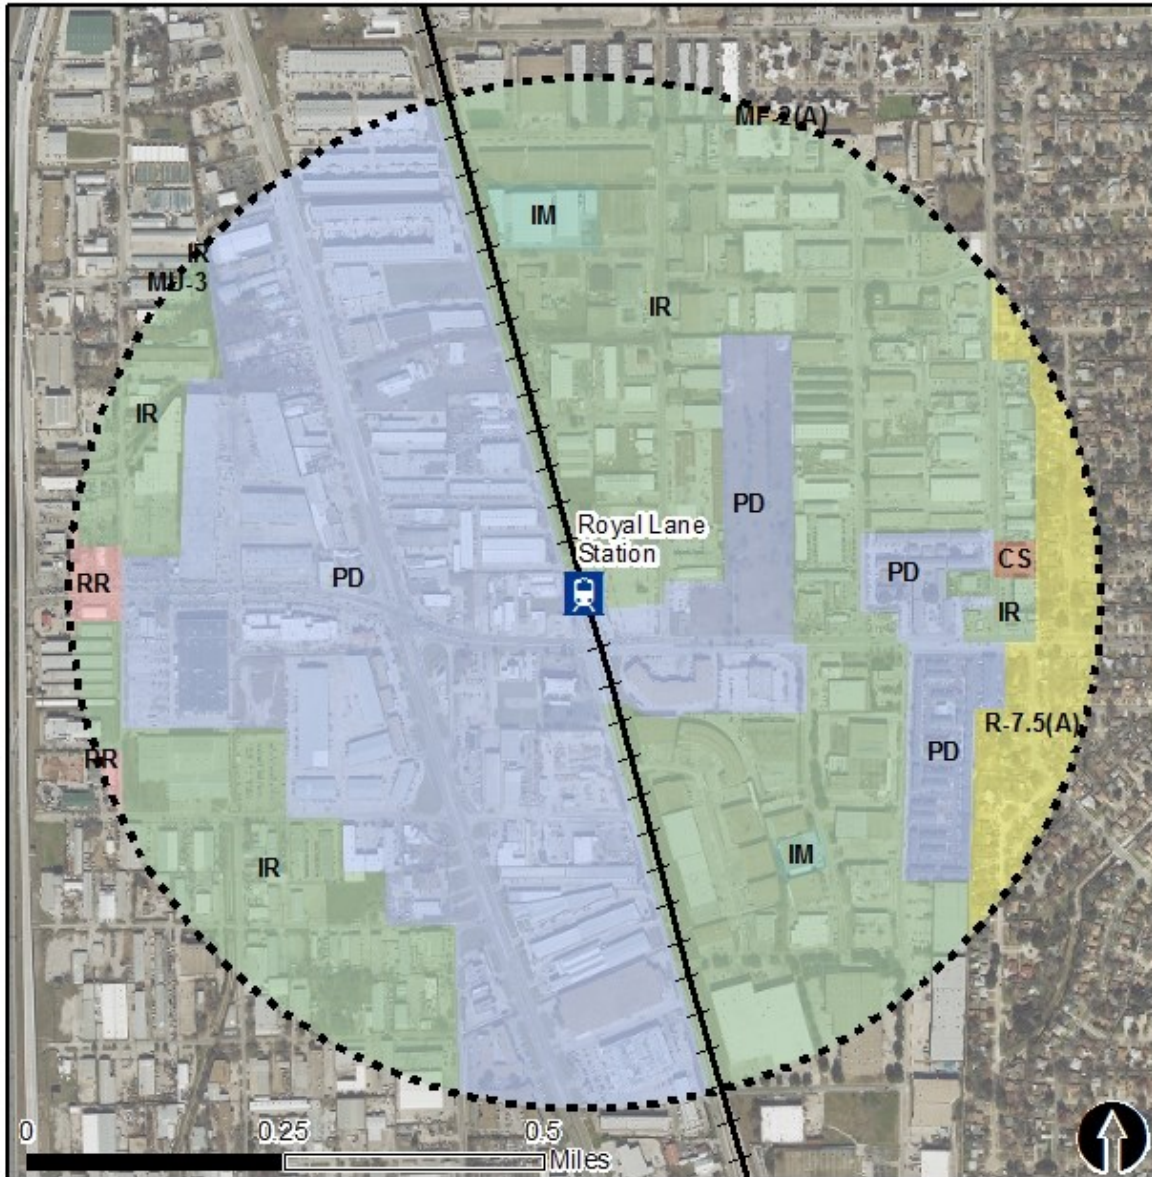 MF-2(A)
IM
IR
MU-3
IR
IR
PD
Royal Lane
Station
PD
RR
PD
CS
IR
R-7.5(A)
PD
RR
IM
IR
0
0.25
0.5
Miles